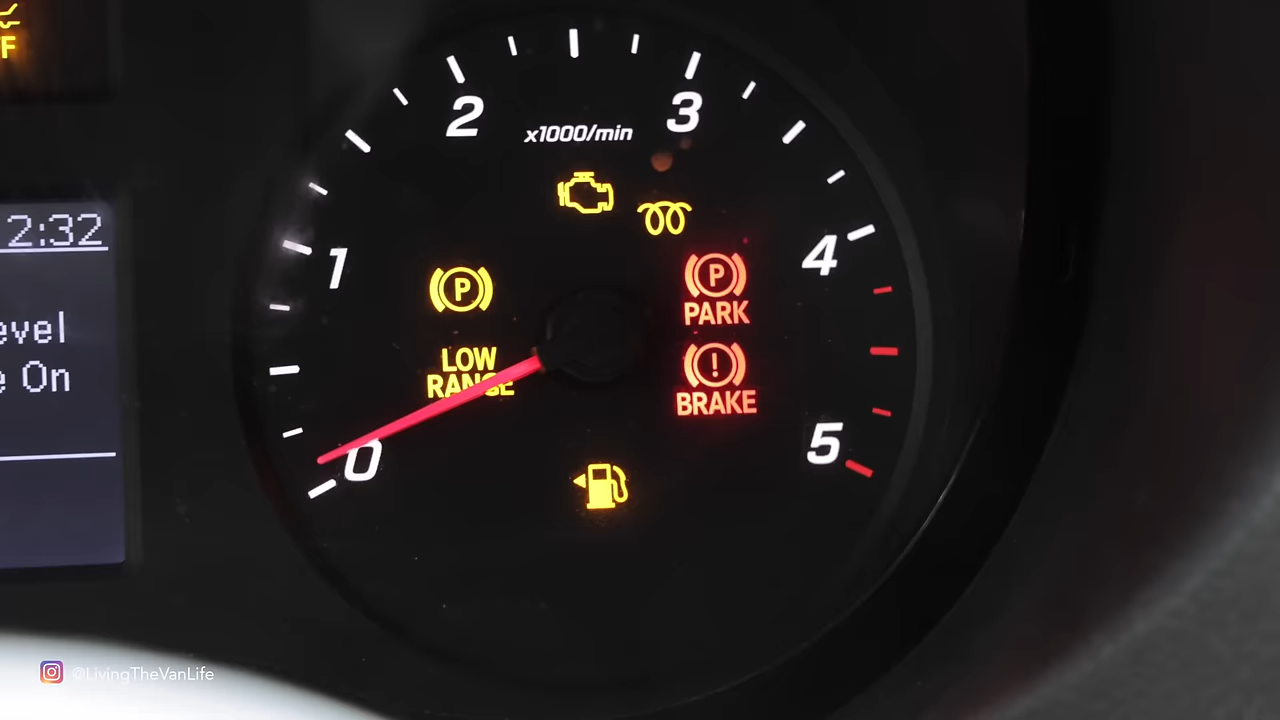 F
2:32
evel
e On
2
3
x1000/min
1
4
P
P
PARK
LOW
RANGE
!
BRAKE
0
5
@LivingTheVanLife